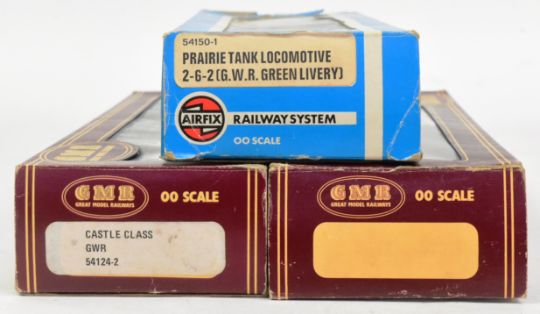 54150-1
PRAIRIE TANK LOCOMOTIVE
2-6-2 (G.W.R. GREEN LIVERY)
AIRFIX RAILWAY SYSTEM
OO SCALE
GMR OO SCALE
GREAT MODEL RAILWAYS
CASTLE CLASS
GWR
54124-2
GMR OO SCALE
GREAT MODEL RAILWAYS